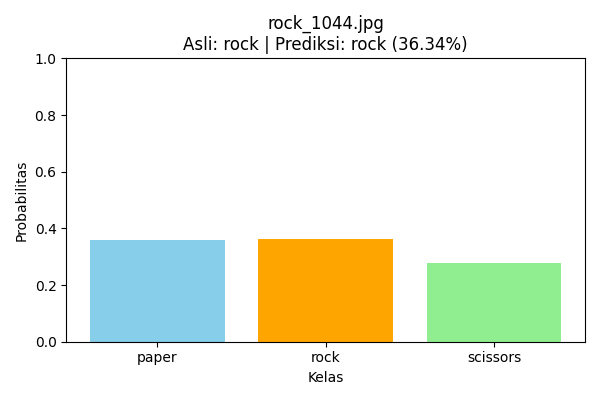 rock_1044.jpg
Asli: rock | Prediksi: rock (36.34%)
1.0
0.8
0.6
0.4
0.2
0.0
Probabilitas
paper
rock
scissors
Kelas